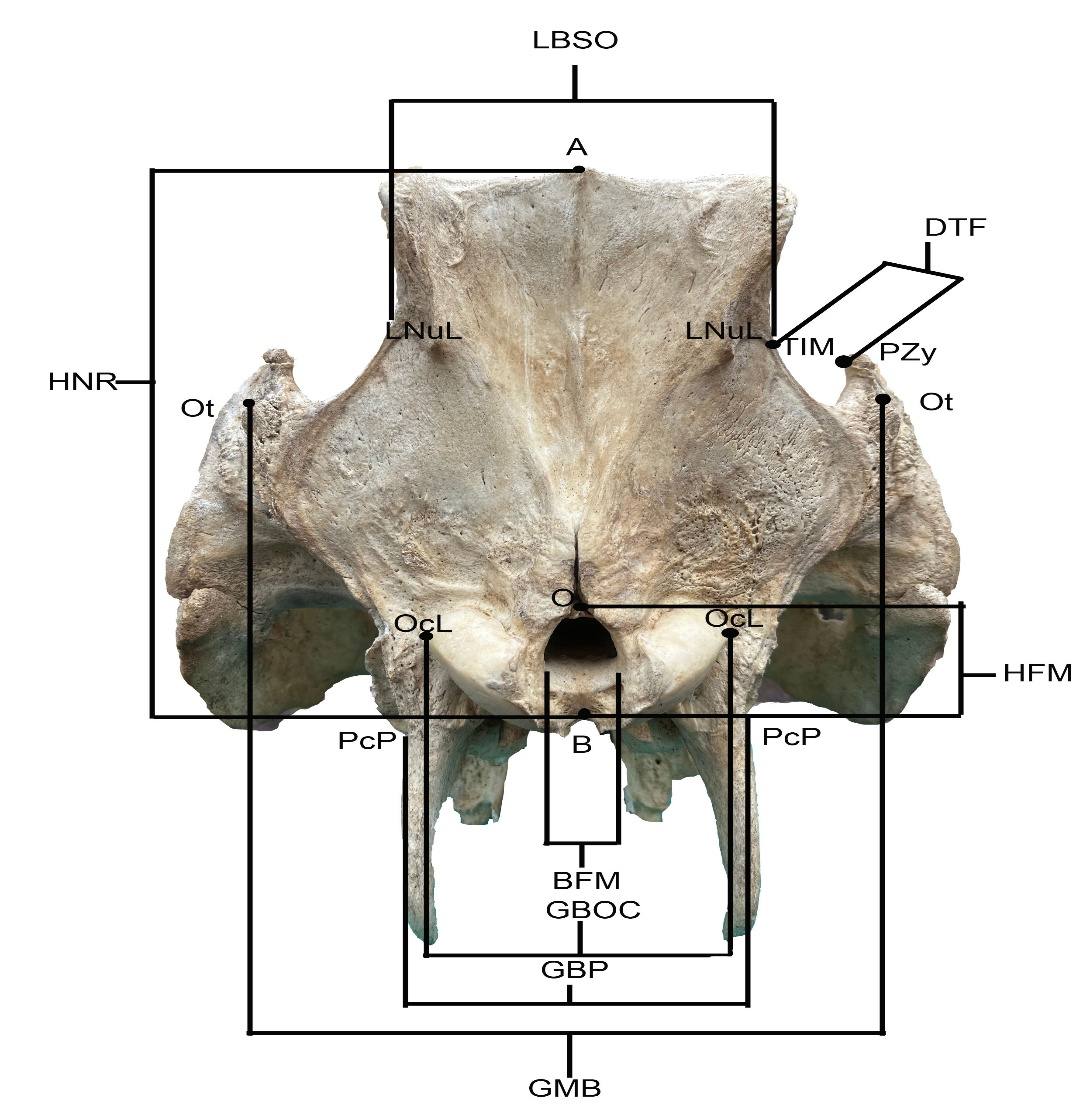 LBSO
A
DTF
LNuL
LNuL
TIM
PZy
HNR
Ot
Ot
O
OcL
OcL
HFM
PcP
B
PcP
BFM
GBOC
GBP
GMB